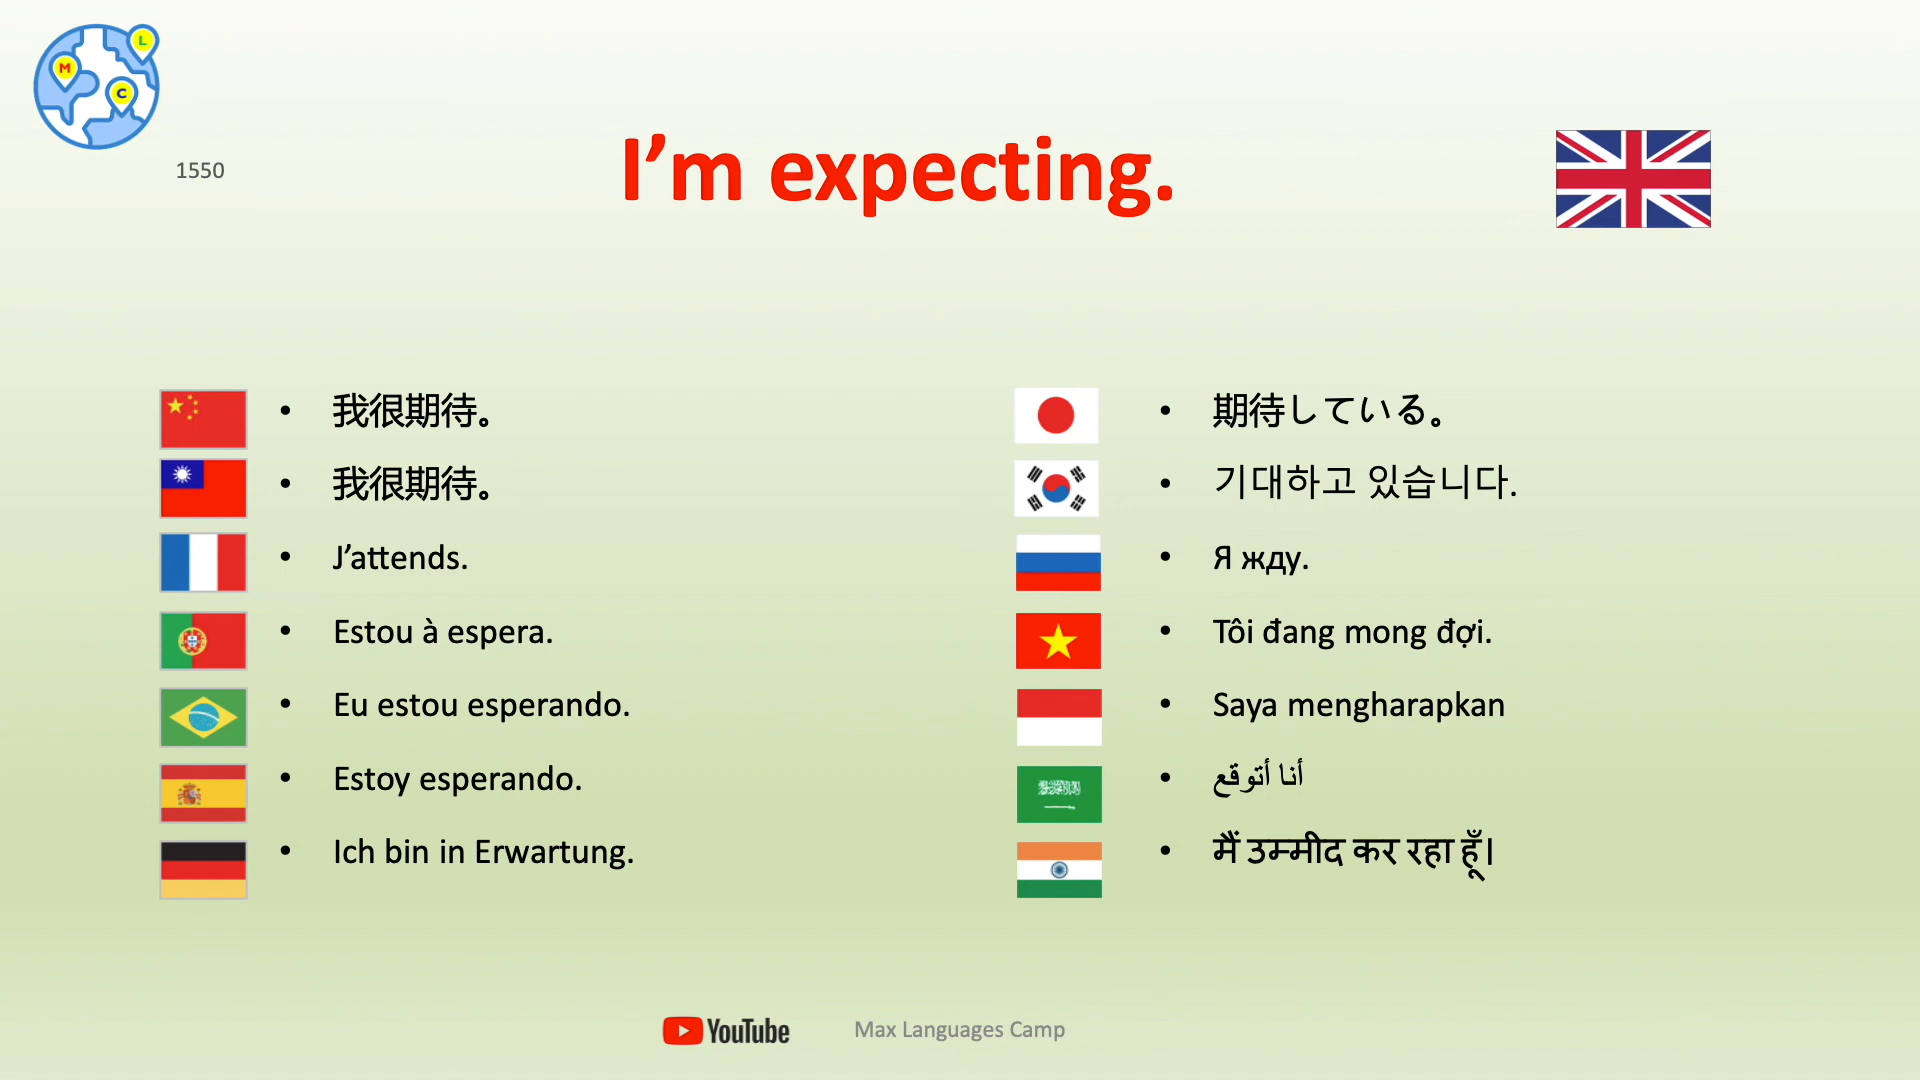 L
M
C
1550
I'm expecting.
• 我很期待。
• 我很期待。
• J'attends.
• Estou à espera.
• Eu estou esperando.
• Estoy esperando.
• Ich bin in Erwartung.
• 期待している。
• 기대하고 있습니다.
• Я жду.
• Tôi đang mong đợi.
• Saya mengharapkan
• أنا أتوقع
• मैं उम्मीद कर रहा हूँ।
YouTube Max Languages Camp